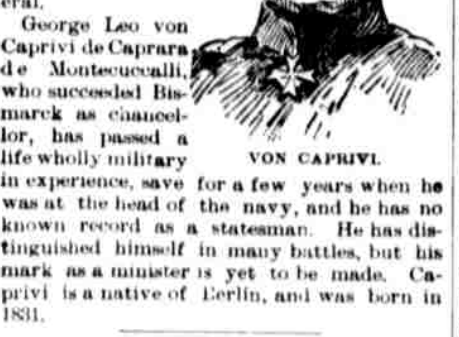 eral.
George Leo von
Caprivi de Caprara
de Montecuccalli,
who succeeded Bis-
marck as chancel-
lor, has passed a
life wholly military
VON CAPRIVI.
in experience, save for a few years when he
was at the head of the navy, and he has no
known record as a statesman. He has dis-
tinguished himself in many battles, but his
mark as a minister is yet to be made. Ca-
privi is a native of Berlin, and was born in
1831.